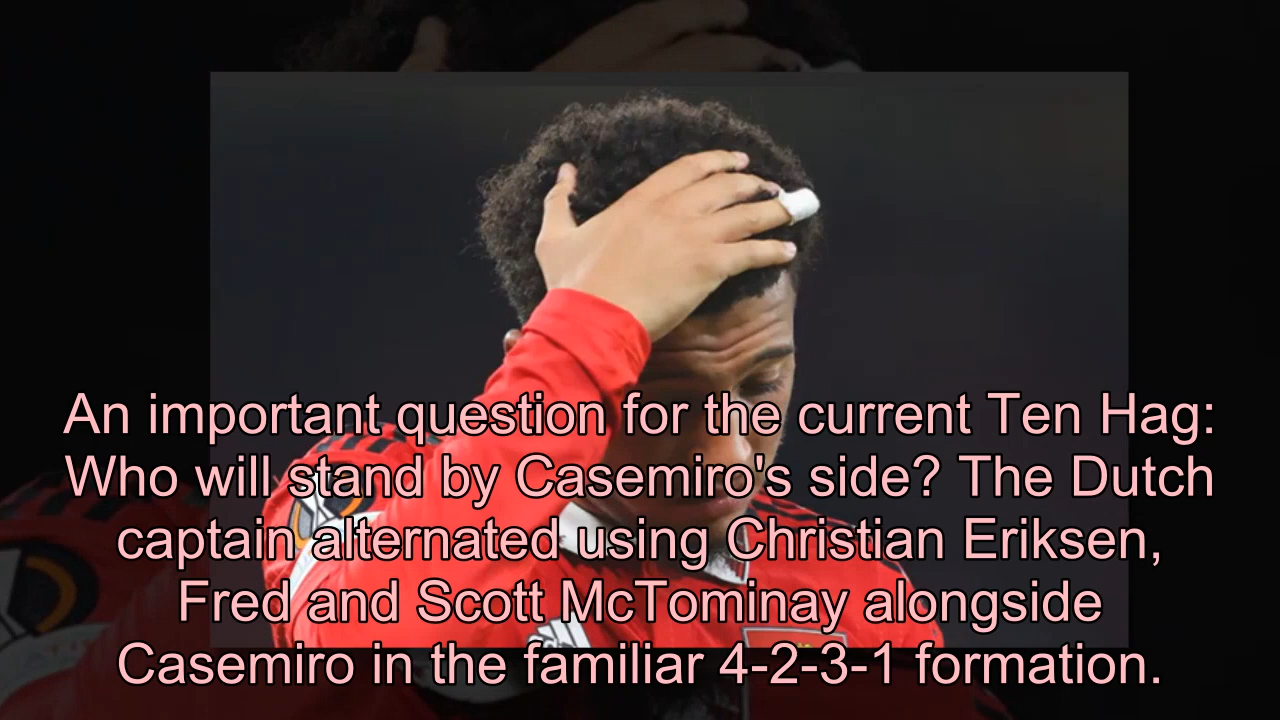 An important question for the current Ten Hag:
Who will stand by Casemiro's side? The Dutch
captain alternated using Christian Eriksen,
Fred and Scott McTominay alongside
Casemiro in the familiar 4-2-3-1 formation.